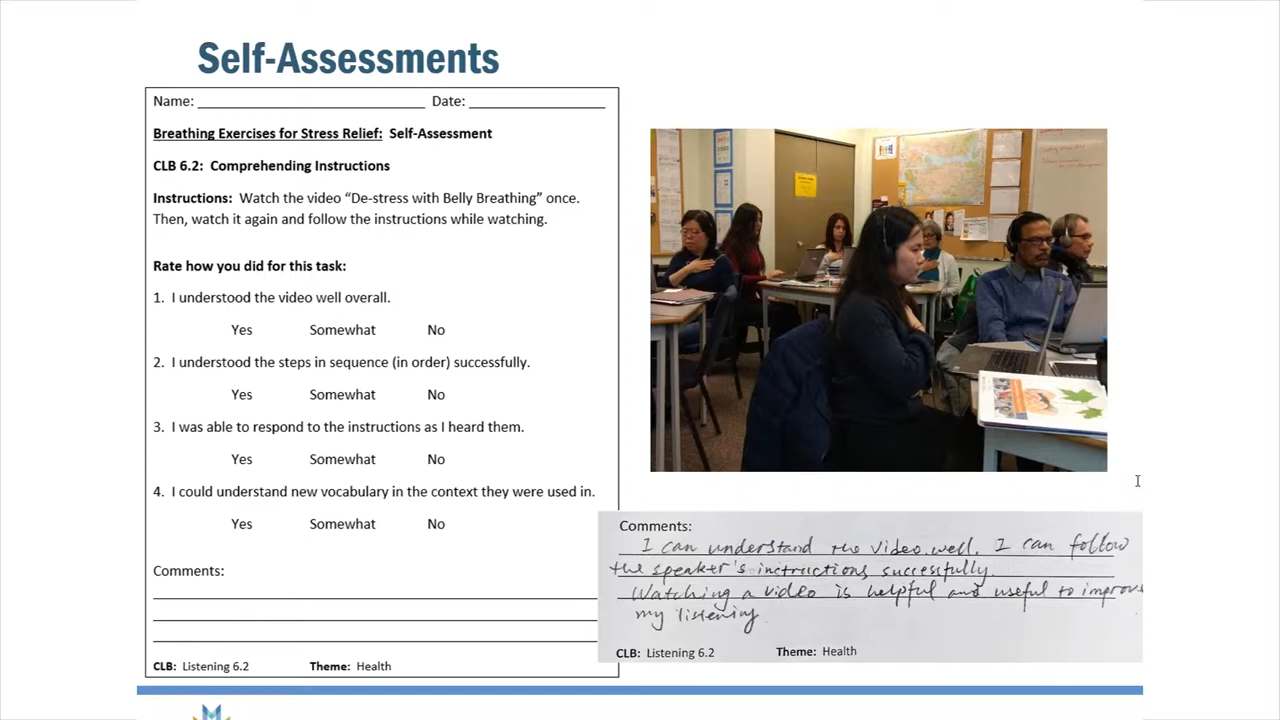 Self-Assessments
Name: ____________________________ Date: _________________
Breathing Exercises for Stress Relief: Self-Assessment
CLB 6.2: Comprehending Instructions
Instructions: Watch the video “De-stress with Belly Breathing” once.
Then, watch it again and follow the instructions while watching.
Rate how you did for this task:
1. I understood the video well overall.
Yes Somewhat No
2. I understood the steps in sequence (in order) successfully.
Yes Somewhat No
3. I was able to respond to the instructions as I heard them.
Yes Somewhat No
4. I could understand new vocabulary in the context they were used in.
Yes Somewhat No
Comments:
CLB: Listening 6.2 Theme: Health
Comments:
I can understand the video well. I can follow
the speaker's instructions successfully.
Watching a video is helpful and useful to improve
my listening.
CLB: Listening 6.2 Theme: Health